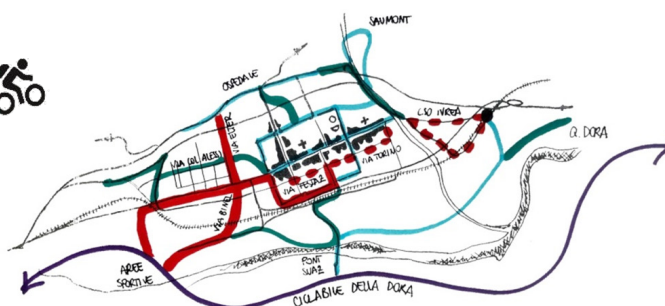 SAUMONT
OSPEDALE
C.SO IVREA
Q. DORA
VIA ELTER
VIA TORINO
VIA FESTAZ
VIA BINEL
PONT
SUAZ
AREE
SPORTIVE
CICLABILE DELLA DORA